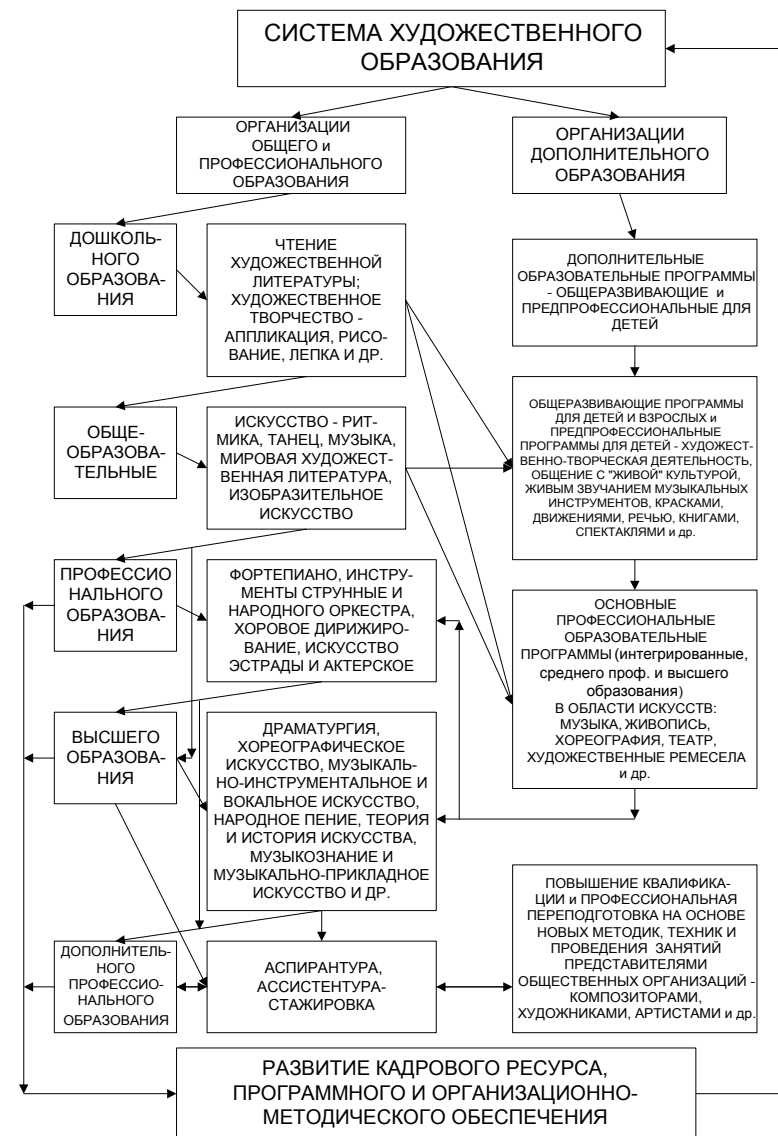 СИСТЕМА ХУДОЖЕСТВЕННОГО
ОБРАЗОВАНИЯ
ОРГАНИЗАЦИИ
ОБЩЕГО и
ПРОФЕССИОНАЛЬНОГО
ОБРАЗОВАНИЯ
ОРГАНИЗАЦИИ
ДОПОЛНИТЕЛЬНОГО
ОБРАЗОВАНИЯ
ДОШКОЛЬ-
НОГО
ОБРАЗОВА-
НИЯ
ЧТЕНИЕ
ХУДОЖЕСТВЕННОЙ
ЛИТЕРАТУРЫ;
ХУДОЖЕСТВЕННОЕ
ТВОРЧЕСТВО -
АППЛИКАЦИЯ, РИСО-
ВАНИЕ, ЛЕПКА И ДР.
ДОПОЛНИТЕЛЬНЫЕ
ОБРАЗОВАТЕЛЬНЫЕ ПРОГРАММЫ
- ОБЩЕРАЗВИВАЮЩИЕ и
ПРЕДПРОФЕССИОНАЛЬНЫЕ ДЛЯ
ДЕТЕЙ
ОБЩЕ-
ОБРАЗОВА-
ТЕЛЬНЫЕ
ИСКУССТВО - РИТ-
МИКА, ТАНЕЦ, МУЗЫКА,
МИРОВАЯ ХУДОЖЕСТ-
ВЕННАЯ ЛИТЕРАТУРА,
ИЗОБРАЗИТЕЛЬНОЕ
ИСКУССТВО
ОБЩЕРАЗВИВАЮЩИЕ ПРОГРАММЫ
ДЛЯ ДЕТЕЙ И ВЗРОСЛЫХ и
ПРЕДПРОФЕССИОНАЛЬНЫЕ
ПРОГРАММЫ ДЛЯ ДЕТЕЙ - ХУДОЖЕСТ-
ВЕННО-ТВОРЧЕСКАЯ ДЕЯТЕЛЬНОСТЬ,
ОБЩЕНИЕ С "ЖИВОЙ" КУЛЬТУРОЙ,
ЖИВЫМ ЗВУЧАНИЕМ МУЗЫКАЛЬНЫХ
ИНСТРУМЕНТОВ, КРАСКАМИ,
ДВИЖЕНИЯМИ, РЕЧЬЮ, КНИГАМИ,
СПЕКТАКЛЯМИ и др.
ПРОФЕССИО
НАЛЬНОГО
ОБРАЗОВА-
НИЯ
ФОРТЕПИАНО, ИНСТРУ-
МЕНТЫ СТРУННЫЕ И
НАРОДНОГО ОРКЕСТРА,
ХОРОВОЕ ДИРИЖИРО-
ВАНИЕ, ИСКУССТВО
ЭСТРАДЫ И АКТЕРСКОЕ
ОСНОВНЫЕ
ПРОФЕССИОНАЛЬНЫЕ
ОБРАЗОВАТЕЛЬНЫЕ
ПРОГРАММЫ (интегрированные,
среднего проф. и высшего
образования)
В ОБЛАСТИ ИСКУССТВ:
МУЗЫКА, ЖИВОПИСЬ,
ХОРЕОГРАФИЯ, ТЕАТР,
ХУДОЖЕСТВЕННЫЕ РЕМЕСЕЛА
и др.
ВЫСШЕГО
ОБРАЗОВА-
НИЯ
ДРАМАТУРГИЯ,
ХОРЕОГРАФИЧЕСКОЕ
ИСКУССТВО, МУЗЫКАЛЬ-
НО-ИНСТРУМЕНТАЛЬНОЕ И
ВОКАЛЬНОЕ ИСКУССТВО,
НАРОДНОЕ ПЕНИЕ, ТЕОРИЯ
И ИСТОРИЯ ИСКУССТВА,
МУЗЫКОЗНАНИЕ И
МУЗЫКАЛЬНО-ПРИКЛАДНОЕ
ИСКУССТВО И ДР.
ДОПОЛНИТЕЛЬ-
НОГО
ПРОФЕССИО-
НАЛЬНОГО
ОБРАЗОВАНИЯ
АСПИРАНТУРА,
АССИСТЕНТУРА-
СТАЖИРОВКА
ПОВЫШЕНИЕ КВАЛИФИКА-
ЦИИ и ПРОФЕССИОНАЛЬНАЯ
ПЕРЕПОДГОТОВКА НА ОСНОВЕ
НОВЫХ МЕТОДИК, ТЕХНИК И
ПРОВЕДЕНИЯ ЗАНЯТИЙ
ПРЕДСТАВИТЕЛЯМИ
ОБЩЕСТВЕННЫХ ОРГАНИЗАЦИЙ -
КОМПОЗИТОРАМИ,
ХУДОЖНИКАМИ, АРТИСТАМИ и др.
РАЗВИТИЕ КАДРОВОГО РЕСУРСА,
ПРОГРАММНОГО И ОРГАНИЗАЦИОННО-
МЕТОДИЧЕСКОГО ОБЕСПЕЧЕНИЯ